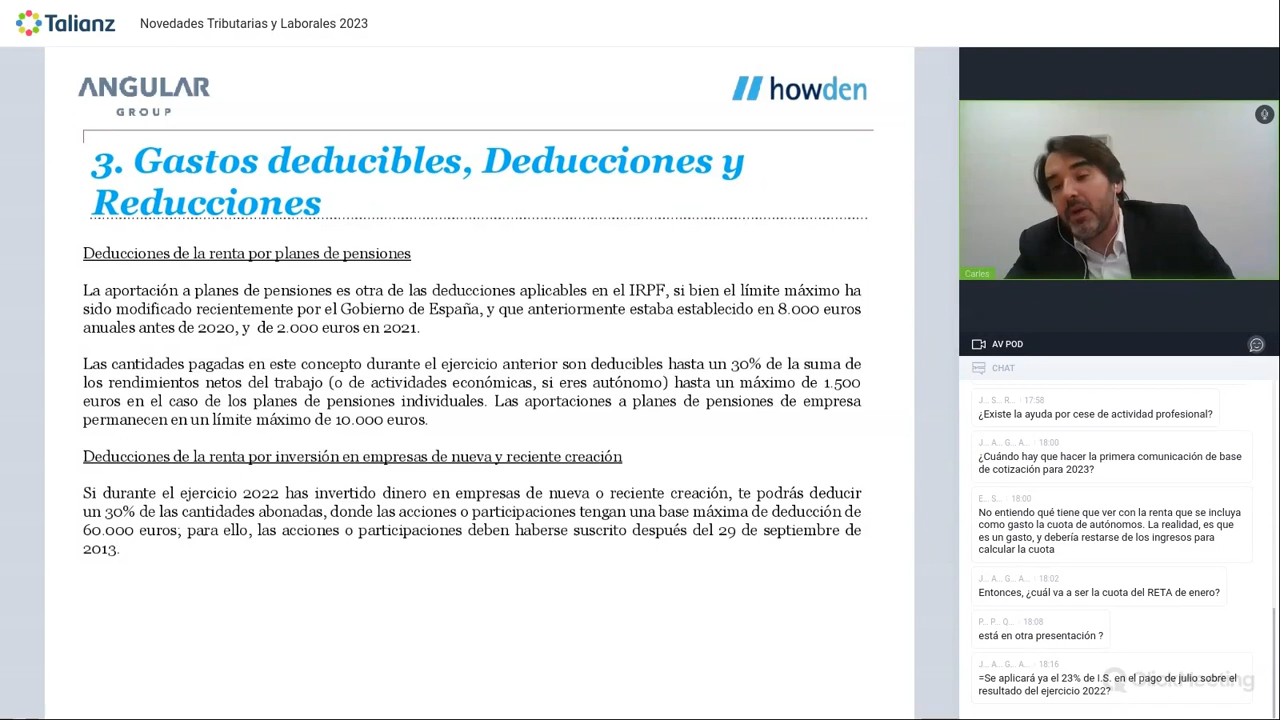 Talianz
Novedades Tributarias y Laborales 2023
ANGULAR
GROUP
howden
3. Gastos deducibles, Deducciones y
Reducciones
Deducciones de la renta por planes de pensiones
La aportación a planes de pensiones es otra de las deducciones aplicables en el IRPF, si bien el límite máximo ha
sido modificado recientemente por el Gobierno de España, y que anteriormente estaba establecido en 8.000 euros
anuales antes de 2020, y de 2.000 euros en 2021.
Las cantidades pagadas en este concepto durante el ejercicio anterior son deducibles hasta un 30% de la suma de
los rendimientos netos del trabajo (o de actividades económicas, si eres autónomo) hasta un máximo de 1.500
euros en el caso de los planes de pensiones individuales. Las aportaciones a planes de pensiones de empresa
permanecen en un límite máximo de 10.000 euros.
Deducciones de la renta por inversión en empresas de nueva y reciente creación
Si durante el ejercicio 2022 has invertido dinero en empresas de nueva o reciente creación, te podrás deducir
un 30% de las cantidades abonadas, donde las acciones o participaciones tengan una base máxima de deducción de
60.000 euros; para ello, las acciones o participaciones deben haberse suscrito después del 29 de septiembre de
2013.
Carles
AV POD
CHAT
J... S... R... · 17:58
¿Existe la ayuda por cese de actividad profesional?
J... A... G... A... · 18:00
¿Cuándo hay que hacer la primera comunicación de base
de cotización para 2023?
E... S... · 18:00
No entiendo qué tiene que ver con la renta que se incluya
como gasto la cuota de autónomos. La realidad, es que
es un gasto, y debería restarse de los ingresos para
calcular la cuota
J... A... G... A... · 18:02
Entonces, ¿cuál va a ser la cuota del RETA de enero?
P... P... Q... · 18:08
está en otra presentación ?
J... A... G... A... · 18:16
=Se aplicará ya el 23% de I.S. en el pago de julio sobre el
resultado del ejercicio 2022?
ClickMeeting